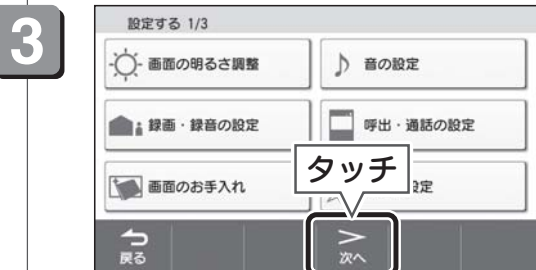 3
設定する 1/3
画面の明るさ調整
音の設定
録画・録音の設定
呼出・通話の設定
画面のお手入れ
設定
タッチ
戻る
次へ